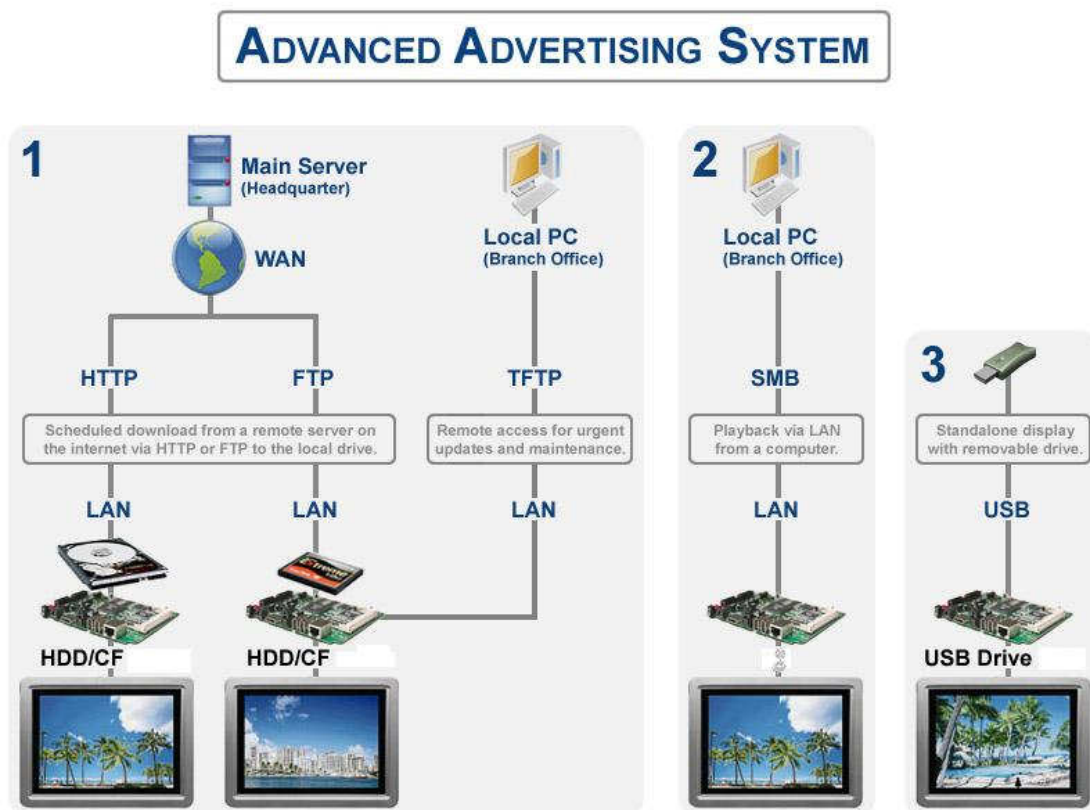 ADVANCED ADVERTISING SYSTEM
1
Main Server
(Headquarter)
WAN
Local PC
(Branch Office)
HTTP
FTP
TFTP
Scheduled download from a remote server on
the internet via HTTP or FTP to the local drive.
Remote access for urgent
updates and maintenance.
LAN
LAN
LAN
Extreme
HDD/CF
HDD/CF
2
Local PC
(Branch Office)
SMB
Playback via LAN
from a computer.
LAN
3
Standalone display
with removable drive.
USB
USB Drive